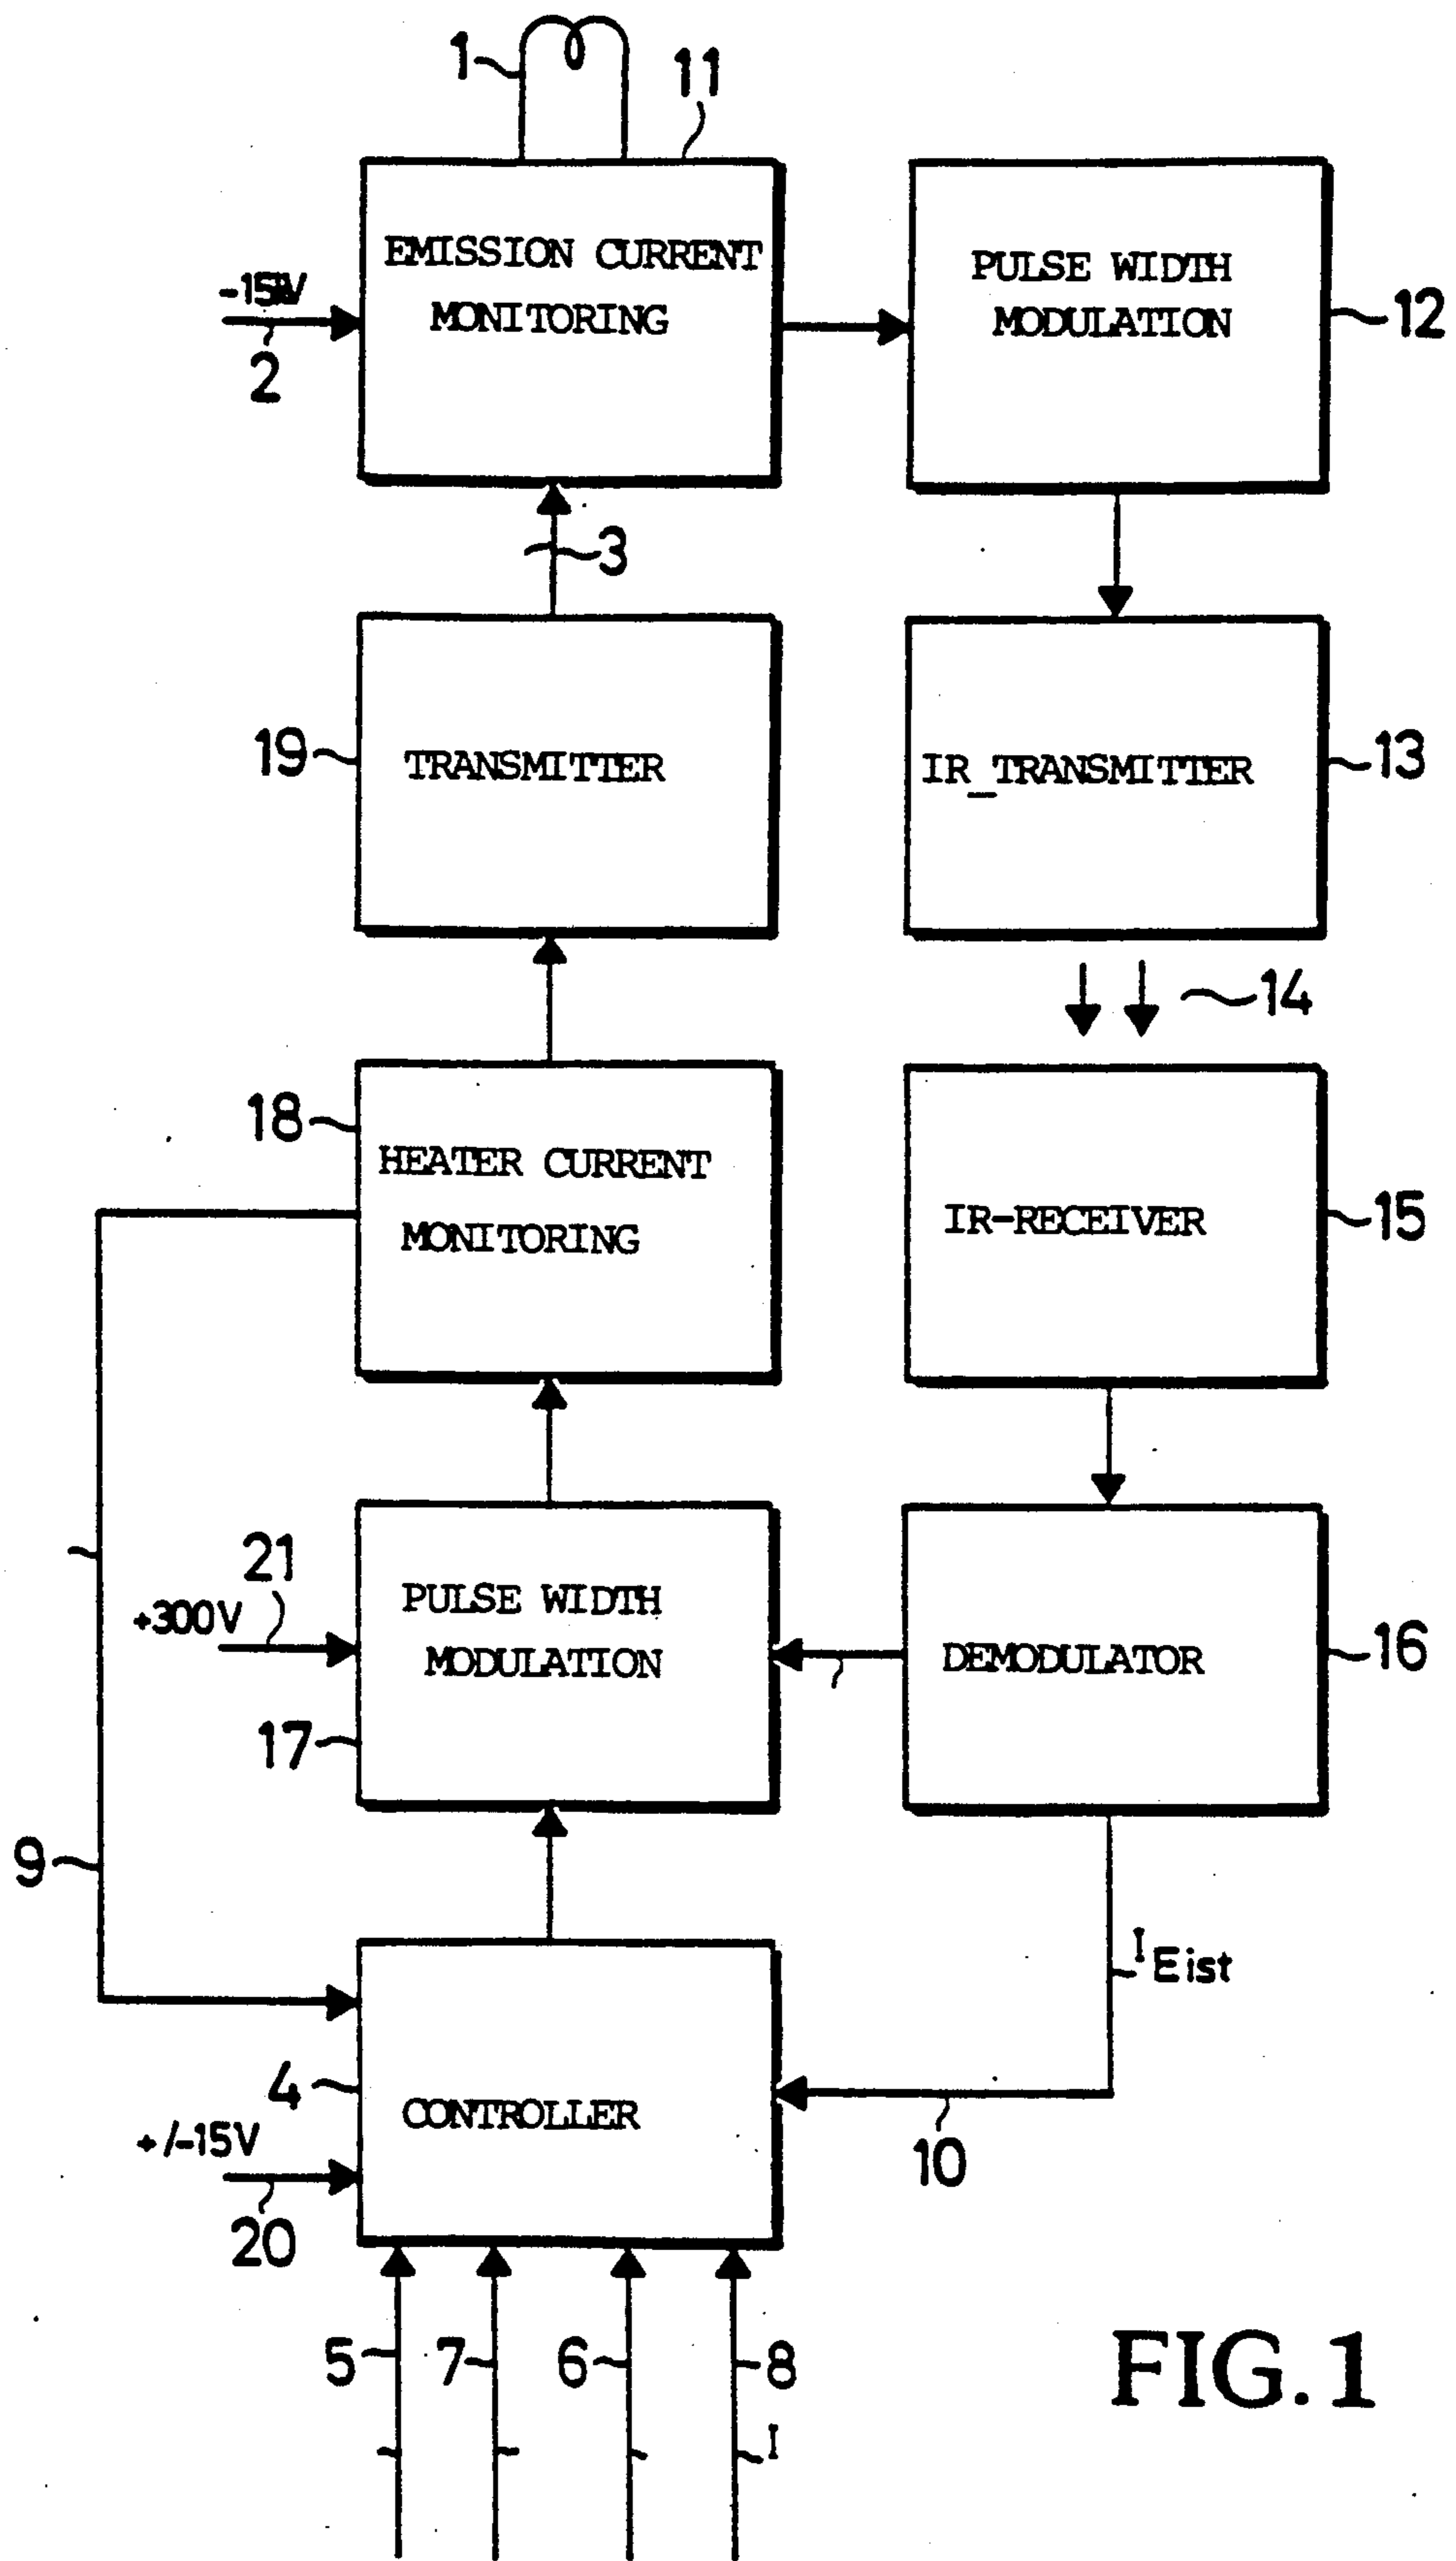 1
11
EMISSION CURRENT
MONITORING
2
PULSE WIDTH
MODULATION
12
3
19
TRANSMITTER
IR_TRANSMITTER
13
14
18
HEATER CURRENT
MONITORING
IR-RECEIVER
15
21
+300V
PULSE WIDTH
MODULATION
17
DEMODULATOR
16
9
I Eist
4
CONTROLLER
10
+/-15V
20
5
7
6
8
I
FIG. 1